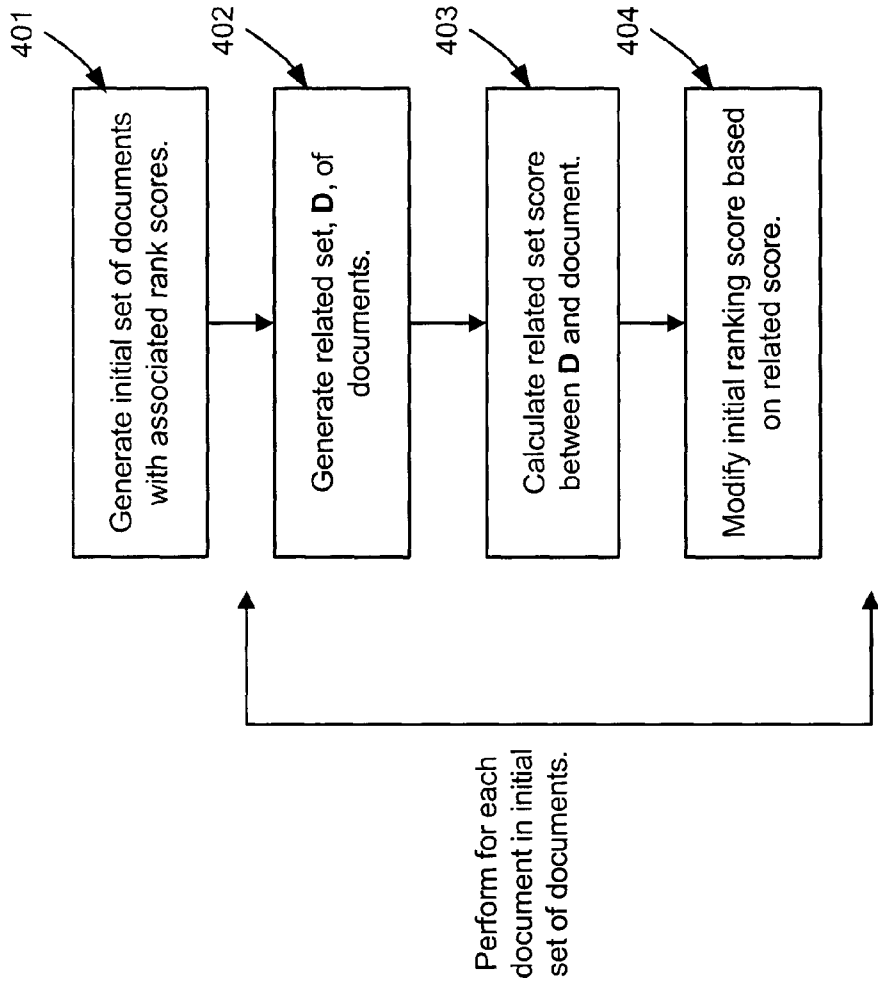 401
Generate initial set of documents
with associated rank scores.
402
Generate related set, D, of
documents.
403
Calculate related set score
between D and document.
404
Modify initial ranking score based
on related score.
Perform for each
document in initial
set of documents.